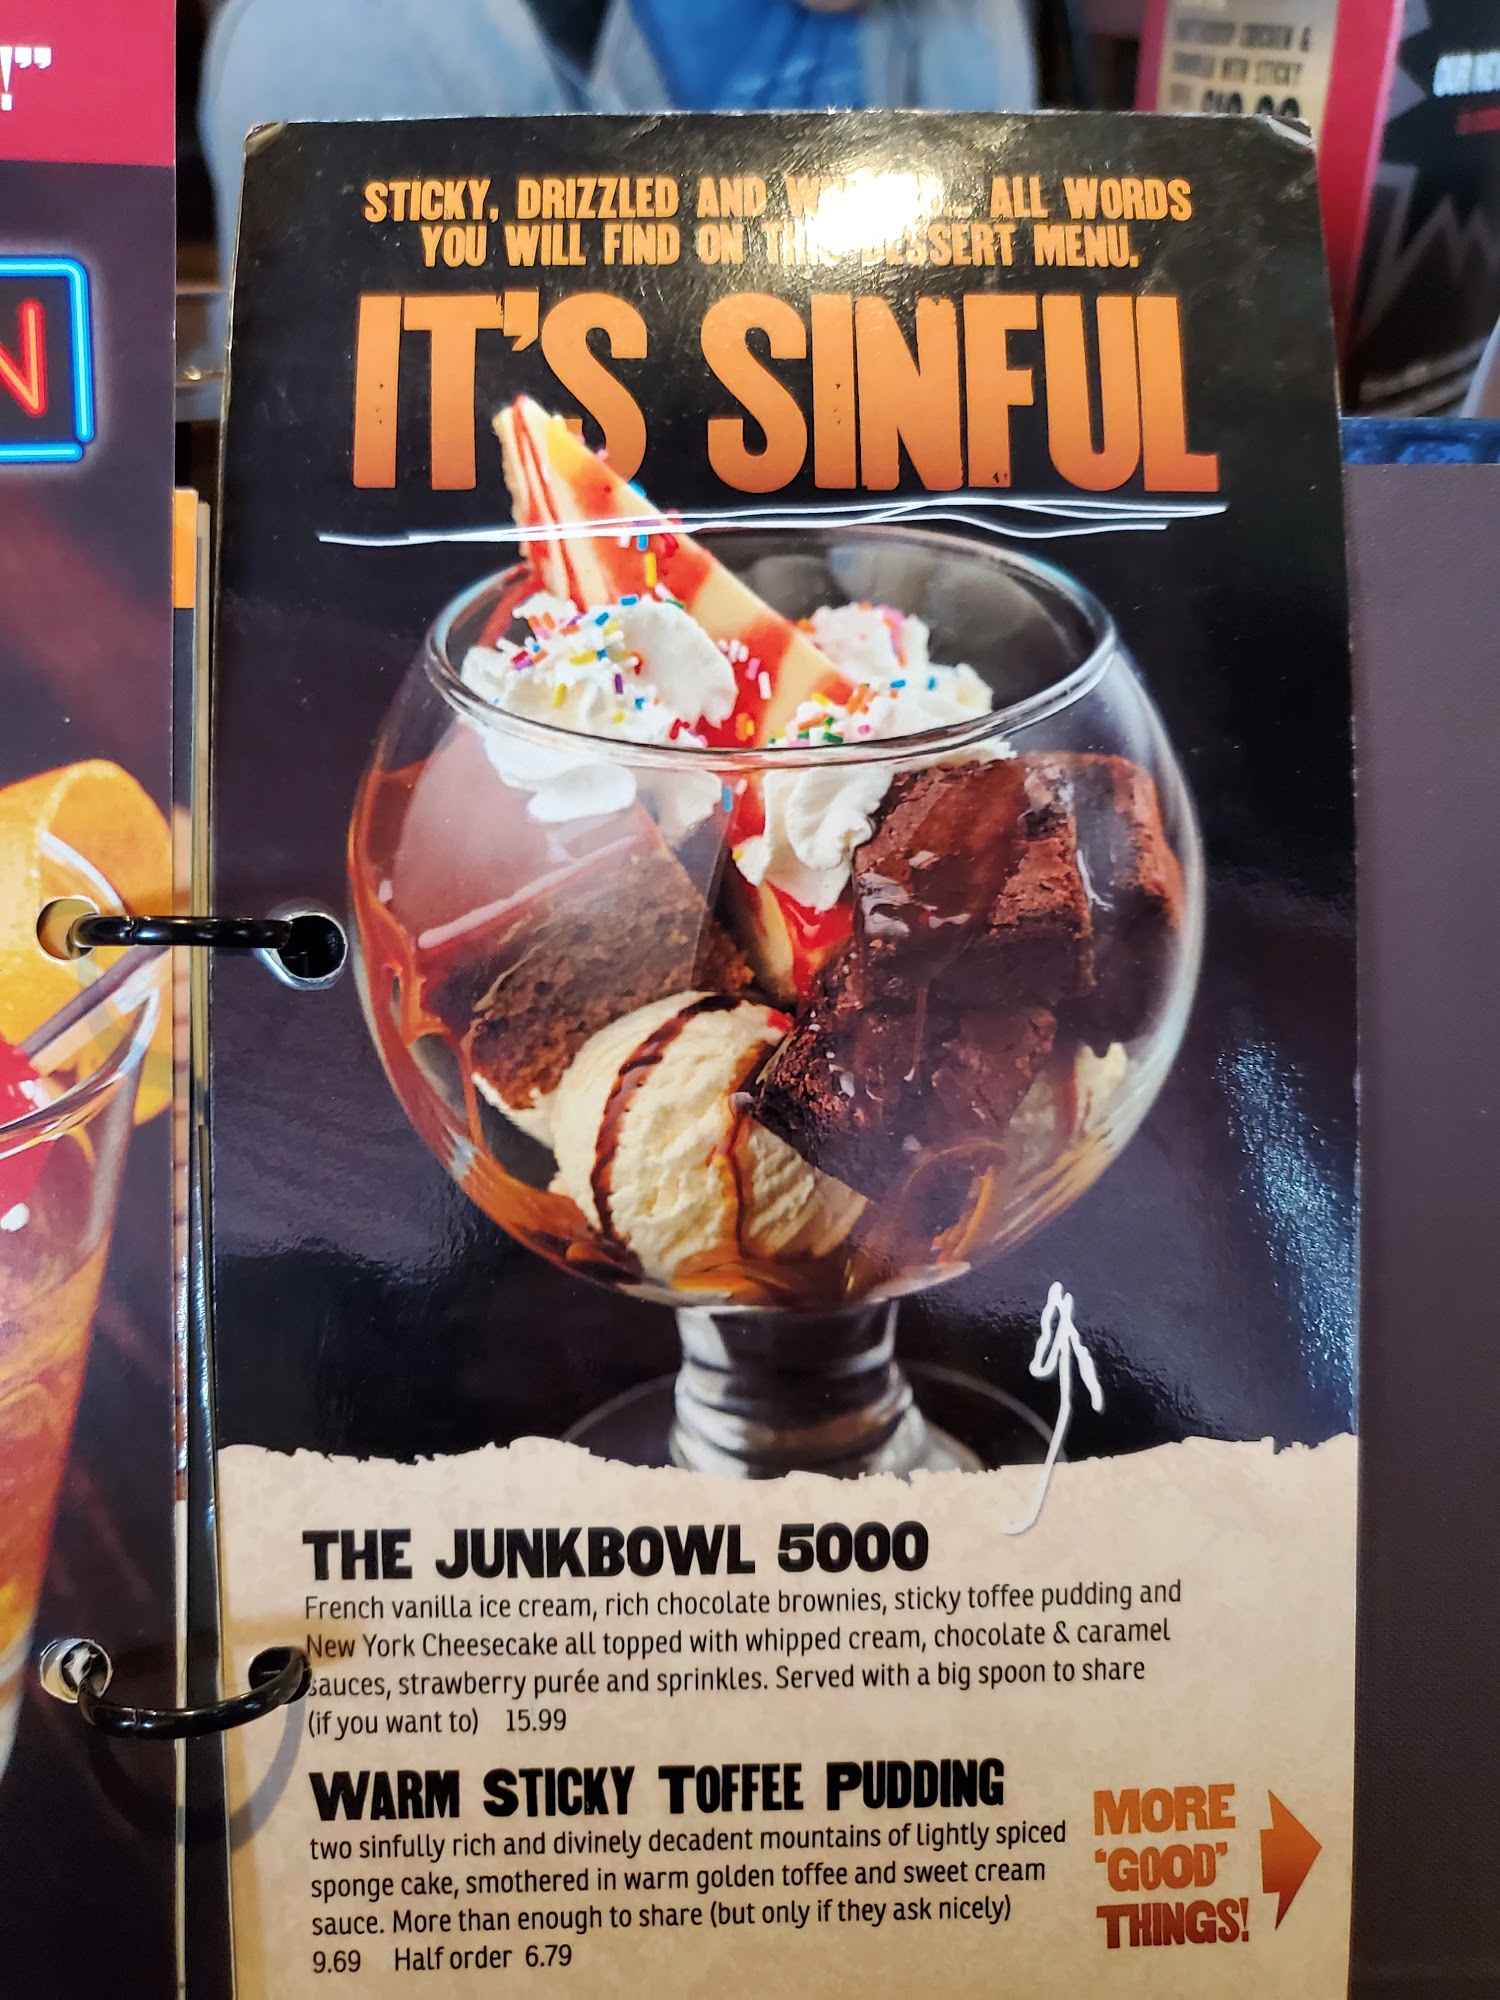 !”
N
STICKY, DRIZZLED AND ALL WORDS
YOU WILL FIND ON THIS DESSERT MENU.
IT'S SINFUL
THE JUNKBOWL 5000
French vanilla ice cream, rich chocolate brownies, sticky toffee pudding and
New York Cheesecake all topped with whipped cream, chocolate & caramel
sauces, strawberry purée and sprinkles. Served with a big spoon to share
(if you want to) 15.99
WARM STICKY TOFFEE PUDDING
two sinfully rich and divinely decadent mountains of lightly spiced
sponge cake, smothered in warm golden toffee and sweet cream
sauce. More than enough to share (but only if they ask nicely)
9.69 Half order 6.79
MORE
‘GOOD’
THINGS!
OUR NEW